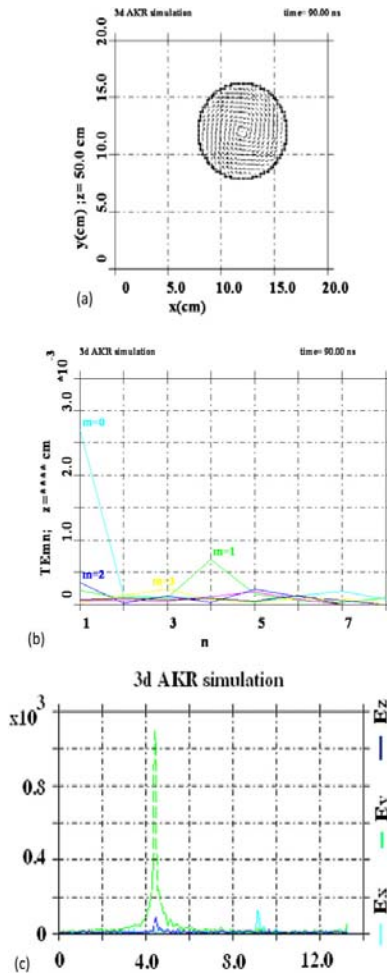 3d AKR simulation time= 90.00 ns
20.0
15.0
10.0
5.0
0
y(cm) ;z= 50.0 cm
0 5.0 10.0 15.0 20.0
x(cm)
(a)
3d AKR simulation time= 90.00 ns
*10^-3
3.0
2.0
1.0
0
TEmn; z=**** cm
m=0
m=1
m=2
1 3 5 7
n
(b)
3d AKR simulation
x10^3
0.8
0.4
0
0 4.0 8.0 12.0
Ex Ey Ez
(c)